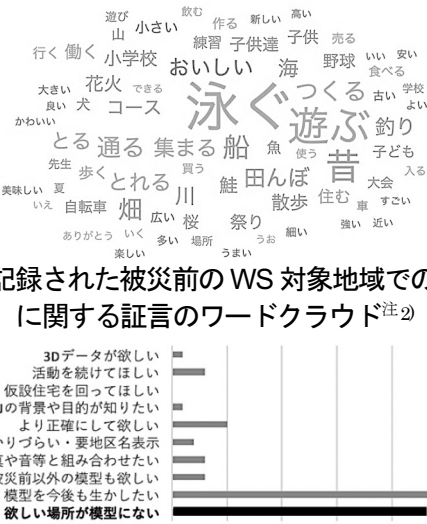 遊び 飲む 作る 新しい 高い
山 小さい 練習 子供達 子供 売る
行く 働く 小学校 おいしい 海 野球 いい 安い
食べる
大きい 花火 できる 泳ぐ つくる 古い 学校
良い 犬 コース 遊ぶ 釣り よい
かわいい
とる 通る 集まる 船 魚 使う 昔 子ども
先生 歩く とれる 買う 鮭 田んぼ 住む 大会 入る
美味しい 夏 川 散歩 車 すごい
いえ 自転車 畑 広い 桜 祭り 強い 近い
ありがとう いく 多い 場所 うお 細い
楽しい うまい
記録された被災前の WS 対象地域での
に関する証言のワードクラウド注2)
3Dデータが欲しい
活動を続けてほしい
仮設住宅を回ってほしい
の背景や目的が知りたい
より正確にして欲しい
かりづらい・要地区名表示
や音等と組み合わせたい
被災前以外の模型も欲しい
模型を今後も生かしたい
欲しい場所が模型にない